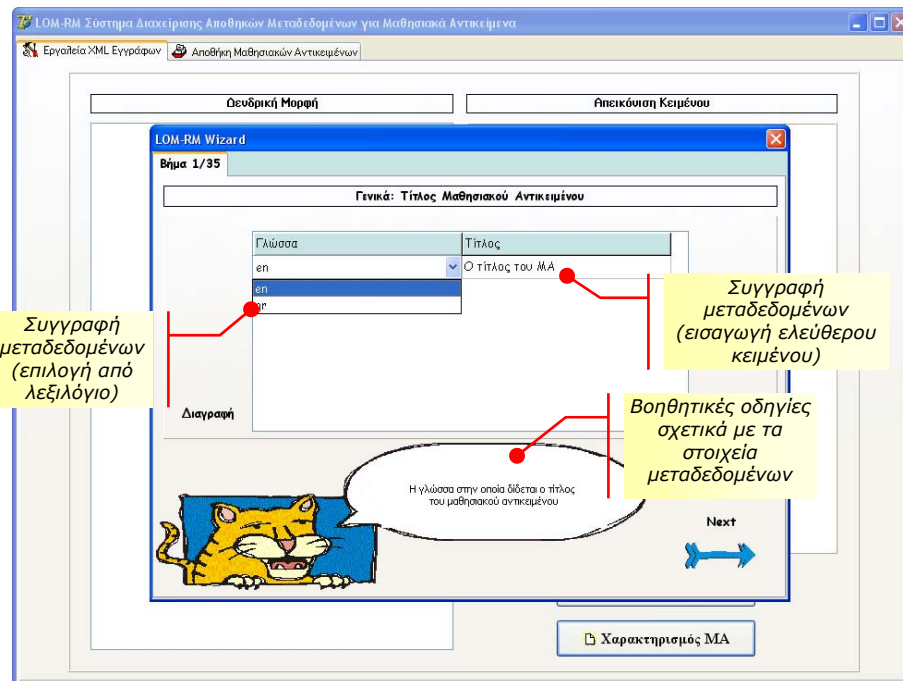 LOM-RM Σύστημα Διαχείρισης Αποθηκών Μεταδεδομένων για Μαθησιακά Αντικείμενα
Εργαλεία XML Εγγράφων
Αποθήκη Μαθησιακών Αντικειμένων
Δενδρική Μορφή
Απεικόνιση Κειμένου
LOM-RM Wizard
Βήμα 1/35
Γενικά: Τίτλος Μαθησιακού Αντικειμένου
Γλώσσα
Τίτλος
en
Ο τίτλος του ΜΑ
en
Συγγραφή
μεταδεδομένων
(επιλογή από
λεξιλόγιο)
Συγγραφή
μεταδεδομένων
(εισαγωγή ελεύθερου
κειμένου)
Διαγραφή
Βοηθητικές οδηγίες
σχετικά με τα
στοιχεία
μεταδεδομένων
Η γλώσσα στην οποία δίδεται ο τίτλος
του μαθησιακού αντικειμένου
Next
Χαρακτηρισμός ΜΑ